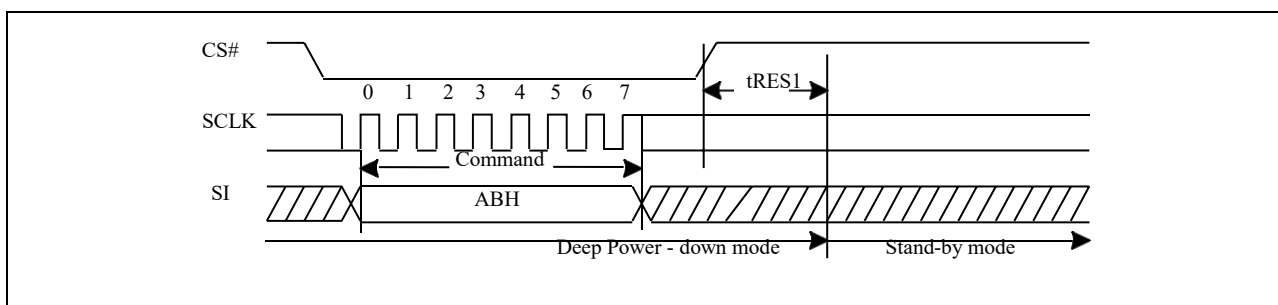 CS#
tRES1
0 1 2 3 4 5 6 7
SCLK
Command
SI
ABH
Deep Power - down mode
Stand-by mode